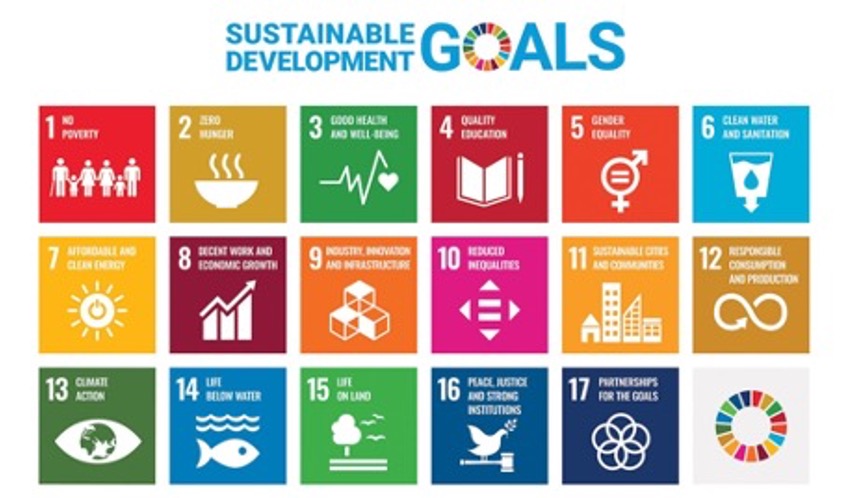 SUSTAINABLE
DEVELOPMENT GOALS
1 NO
POVERTY
2 ZERO
HUNGER
3 GOOD HEALTH
AND WELL-BEING
4 QUALITY
EDUCATION
5 GENDER
EQUALITY
6 CLEAN WATER
AND SANITATION
7 AFFORDABLE AND
CLEAN ENERGY
8 DECENT WORK AND
ECONOMIC GROWTH
9 INDUSTRY, INNOVATION
AND INFRASTRUCTURE
10 REDUCED
INEQUALITIES
11 SUSTAINABLE CITIES
AND COMMUNITIES
12 RESPONSIBLE
CONSUMPTION
AND PRODUCTION
13 CLIMATE
ACTION
14 LIFE
BELOW WATER
15 LIFE
ON LAND
16 PEACE, JUSTICE
AND STRONG
INSTITUTIONS
17 PARTNERSHIPS
FOR THE GOALS